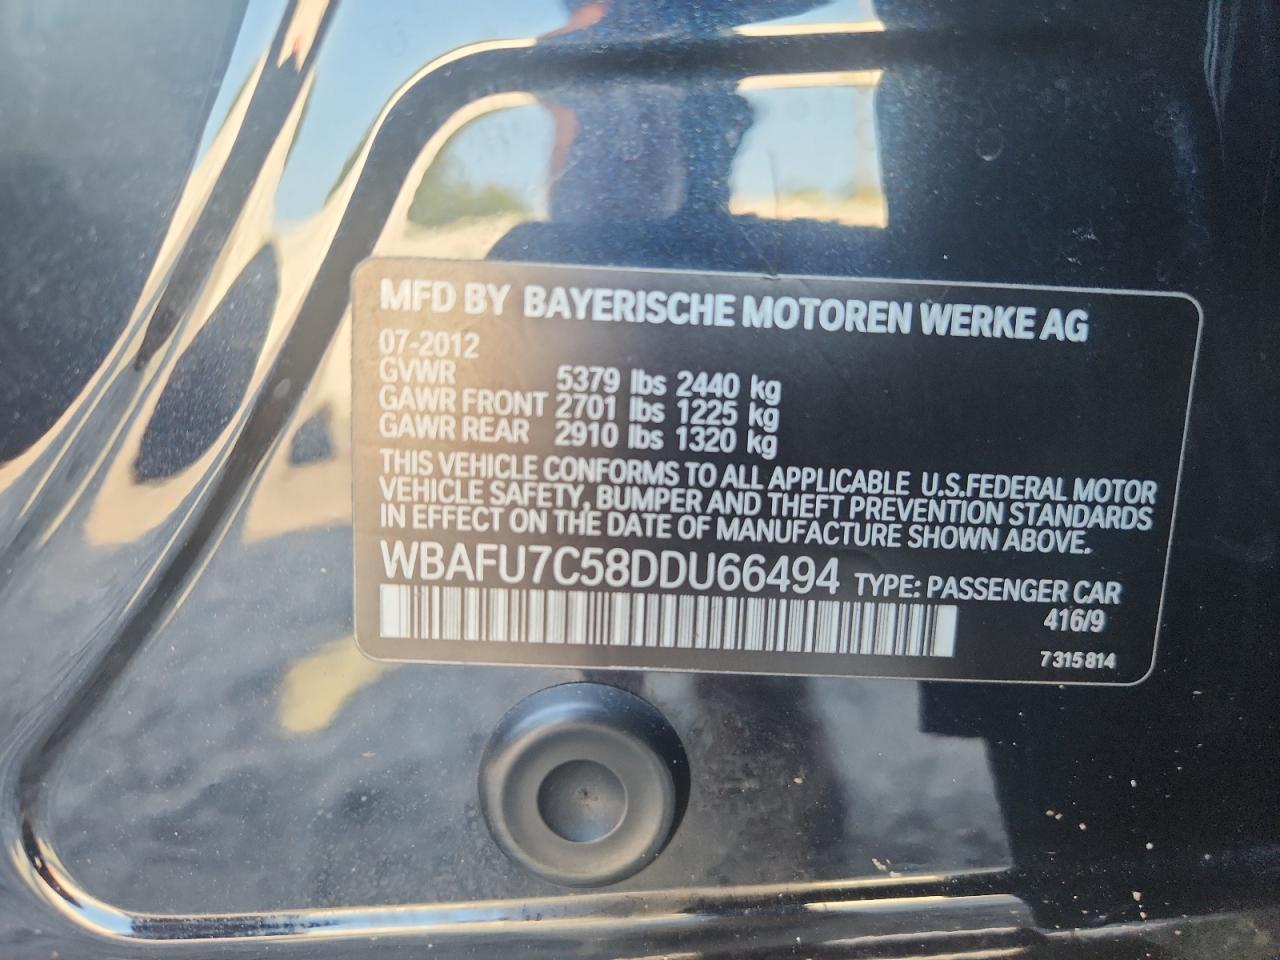 MFD BY BAYERISCHE MOTOREN WERKE AG
07-2012
GVWR 5379 lbs 2440 kg
GAWR FRONT 2701 lbs 1225 kg
GAWR REAR 2910 lbs 1320 kg
THIS VEHICLE CONFORMS TO ALL APPLICABLE U.S.FEDERAL MOTOR
VEHICLE SAFETY, BUMPER AND THEFT PREVENTION STANDARDS
IN EFFECT ON THE DATE OF MANUFACTURE SHOWN ABOVE.
WBAFU7C58DDU66494 TYPE: PASSENGER CAR
416/9
7 315 814